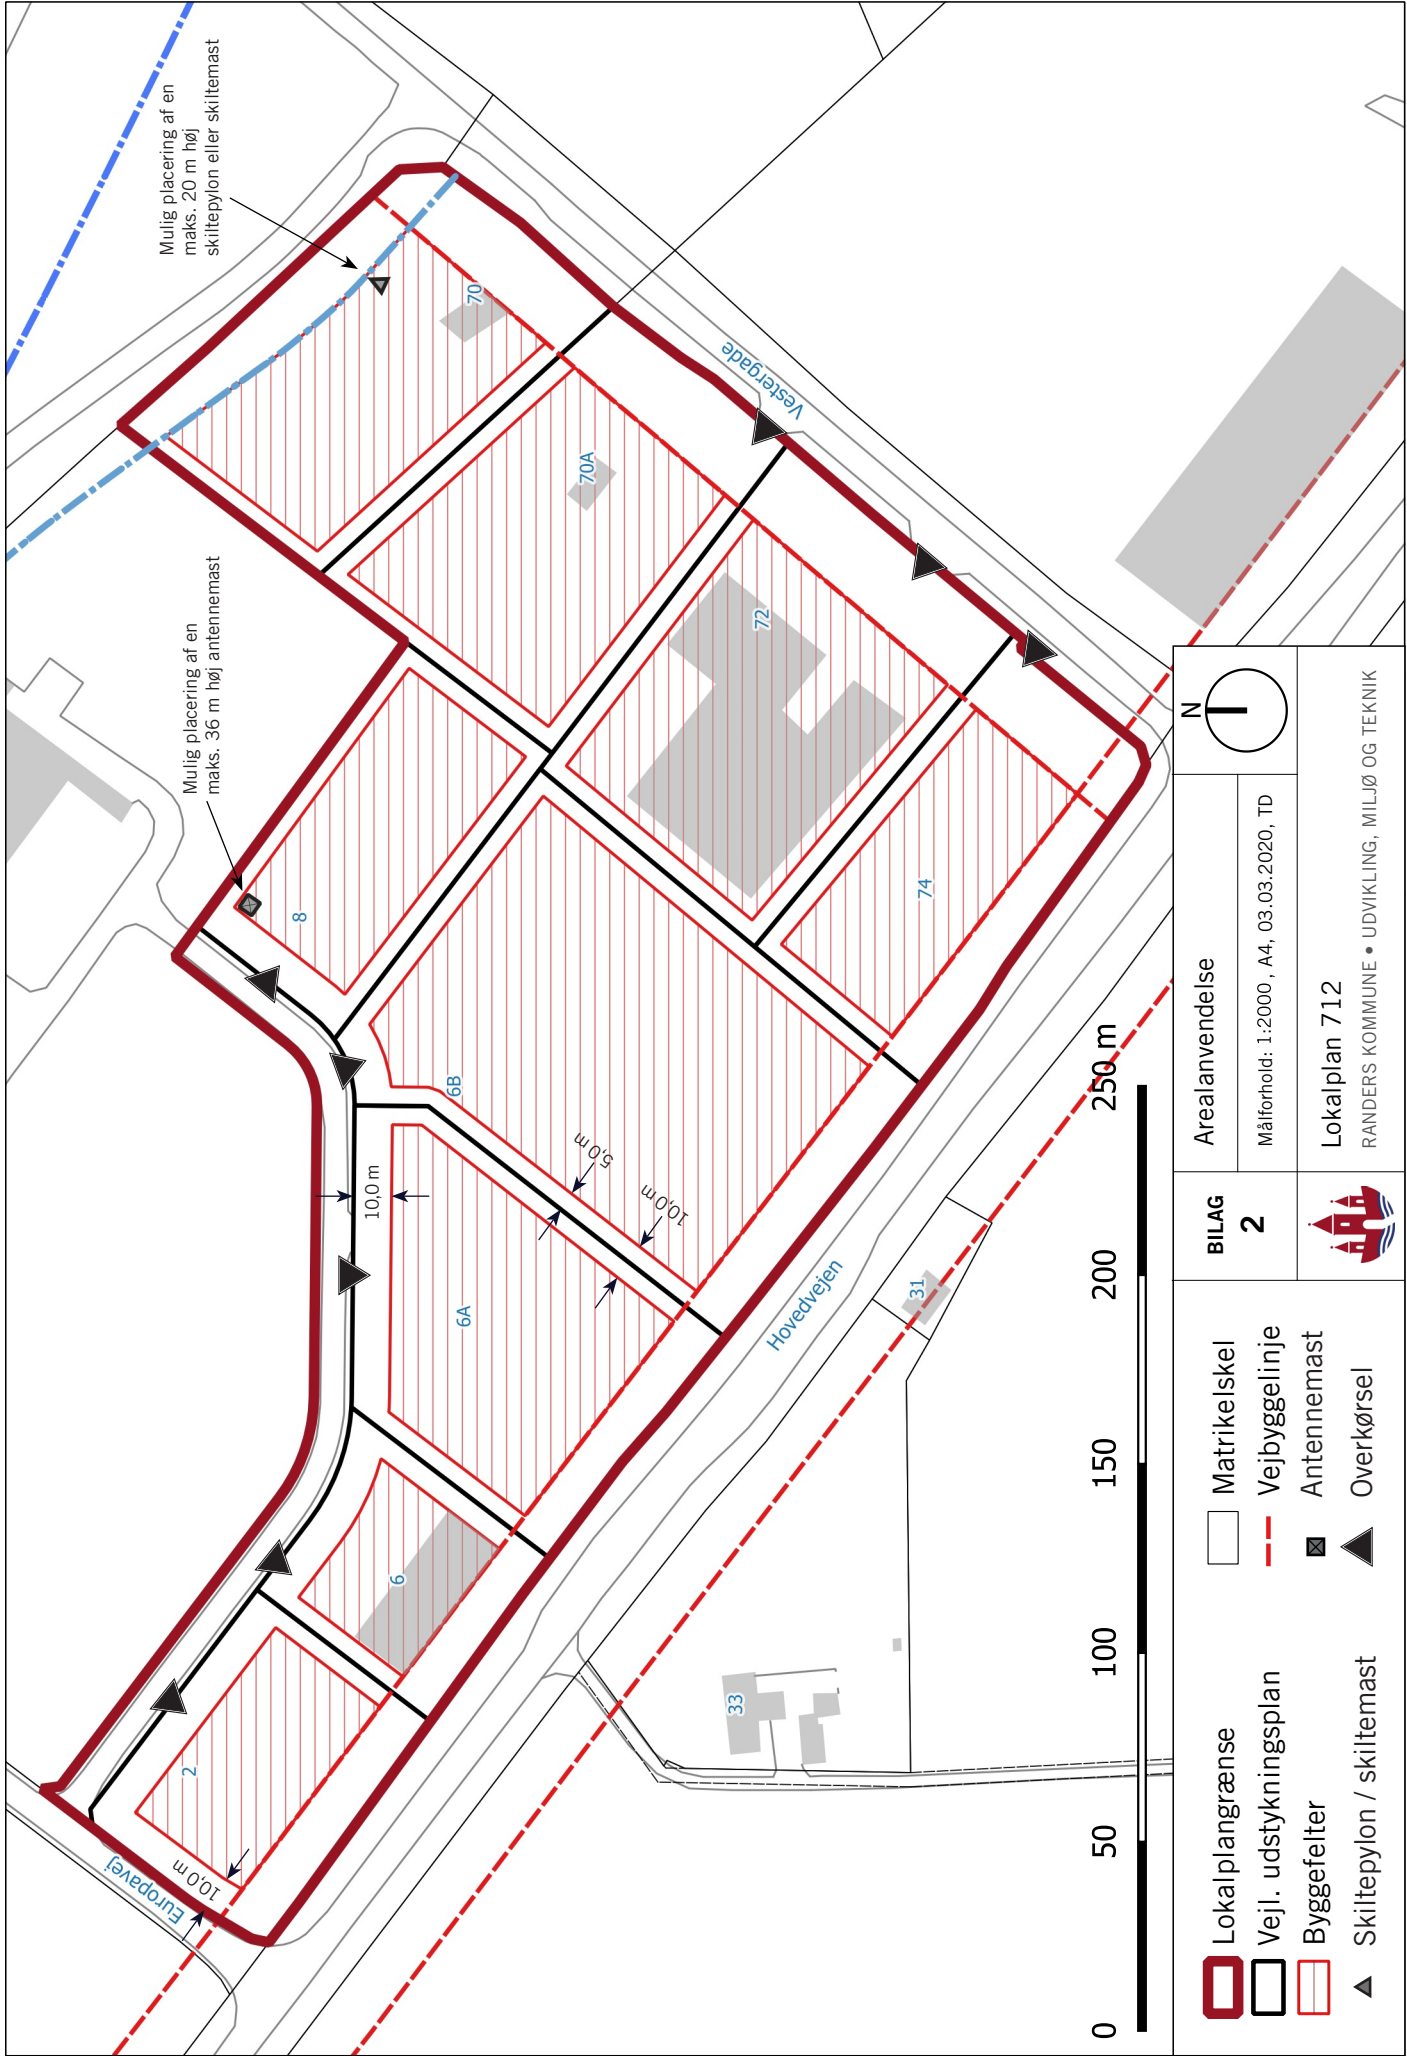 Mulig placering af en
maks. 20 m høj
skiltepylon eller skiltemast
Mulig placering af en
maks. 36 m høj antennemast
70
70A
72
74
8
6B
6A
6
2
31
33
Vestergade
Hovedvejen
Europavej
10,0 m
5,0 m
10,0 m
10,0 m
0
50
100
150
200
250 m
Lokalplangrænse
Vejl. udstykningsplan
Byggefelter
Skiltepylon / skiltemast
Matrikelskel
Vejbyggelinje
Antennemast
Overkørsel
BILAG
2
Arealanvendelse
Målforhold: 1:2000 , A4, 03.03.2020, TD
N
Lokalplan 712
RANDERS KOMMUNE • UDVIKLING, MILJØ OG TEKNIK